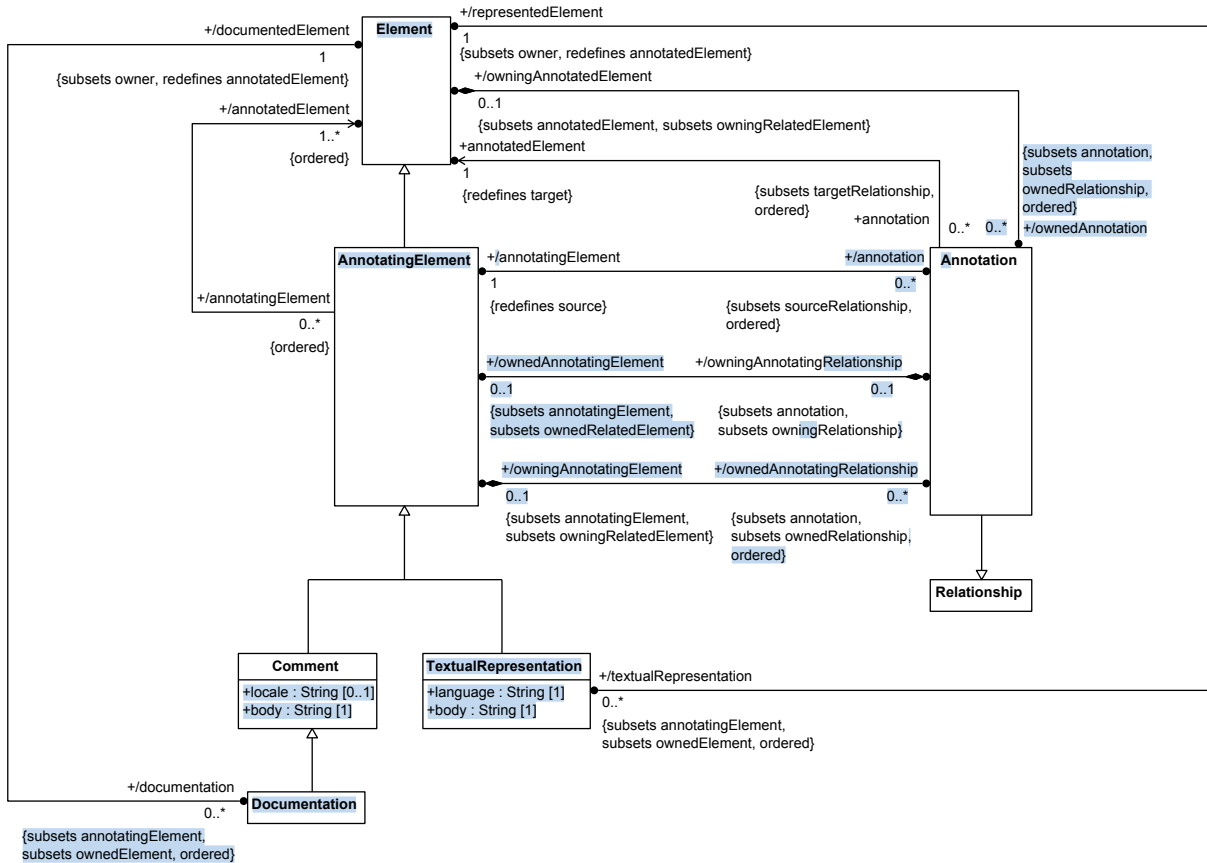 +/representedElement
Element
+/documentedElement
1
1
{subsets owner, redefines annotatedElement}
{subsets owner, redefines annotatedElement}
+/owningAnnotatedElement
0..1
+/annotatedElement
1..*
{subsets annotatedElement, subsets owningRelatedElement}
{ordered}
+annotatedElement
1
{redefines target}
{subsets annotation,
subsets
ownedRelationship,
ordered}
0..*
+/ownedAnnotation
{subsets targetRelationship,
ordered}
+annotation
0..*
AnnotatingElement
+/annotatingElement
+/annotation
Annotation
1
0..*
{redefines source}
{subsets sourceRelationship,
ordered}
+/annotatingElement
0..*
{ordered}
+/ownedAnnotatingElement
+/owningAnnotatingRelationship
0..1
0..1
{subsets annotatingElement,
subsets ownedRelatedElement}
{subsets annotation,
subsets owningRelationship}
+/owningAnnotatingElement
+/ownedAnnotatingRelationship
0..1
0..*
{subsets annotatingElement,
subsets owningRelatedElement}
{subsets annotation,
subsets ownedRelationship,
ordered}
Relationship
Comment
+locale : String [0..1]
+body : String [1]
TextualRepresentation
+language : String [1]
+body : String [1]
+/textualRepresentation
0..*
{subsets annotatingElement,
subsets ownedElement, ordered}
+/documentation
0..*
Documentation
{subsets annotatingElement,
subsets ownedElement, ordered}